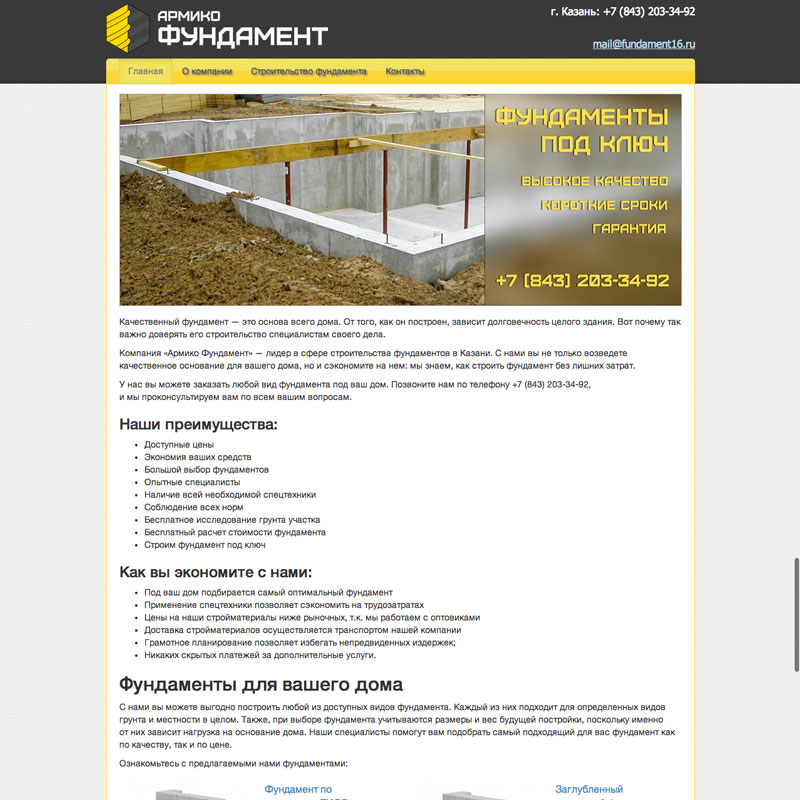 АРМИКО
ФУНДАМЕНТ
г. Казань: +7 (843) 203-34-92
mail@fundament16.ru
Главная О компании Строительство фундамента Контакты
ФУНДАМЕНТЫ
ПОД КЛЮЧ
ВЫСОКОЕ КАЧЕСТВО
КОРОТКИЕ СРОКИ
ГАРАНТИЯ
+7 (843) 203-34-92
Качественный фундамент — это основа всего дома. От того, как он построен, зависит долговечность целого здания. Вот почему так
важно доверять его строительство специалистам своего дела.
Компания «Армико Фундамент» — лидер в сфере строительства фундаментов в Казани. С нами вы не только возведете
качественное основание для вашего дома, но и сэкономите на нем: мы знаем, как строить фундамент без лишних затрат.
У нас вы можете заказать любой вид фундамента под ваш дом. Позвоните нам по телефону +7 (843) 203-34-92,
и мы проконсультируем вам по всем вашим вопросам.
Наши преимущества:
• Доступные цены
• Экономия ваших средств
• Большой выбор фундаментов
• Опытные специалисты
• Наличие всей необходимой спецтехники
• Соблюдение всех норм
• Бесплатное исследование грунта участка
• Бесплатный расчет стоимости фундамента
• Строим фундамент под ключ
Как вы экономите с нами:
• Под ваш дом подбирается самый оптимальный фундамент
• Применение спецтехники позволяет сэкономить на трудозатратах
• Цены на наши стройматериалы ниже рыночных, т.к. мы работаем с оптовиками
• Доставка стройматериалов осуществляется транспортом нашей компании
• Грамотное планирование позволяет избегать непредвиденных издержек;
• Никаких скрытых платежей за дополнительные услуги.
Фундаменты для вашего дома
С нами вы можете выгодно построить любой из доступных видов фундамента. Каждый из них подходит для определенных видов
грунта и местности в целом. Также, при выборе фундамента учитываются размеры и вес будущей постройки, поскольку именно
от них зависит нагрузка на основание дома. Наши специалисты помогут вам подобрать самый подходящий для вас фундамент как
по качеству, так и по цене.
Ознакомьтесь с предлагаемыми нами фундаментами:
Фундамент по
Заглубленный